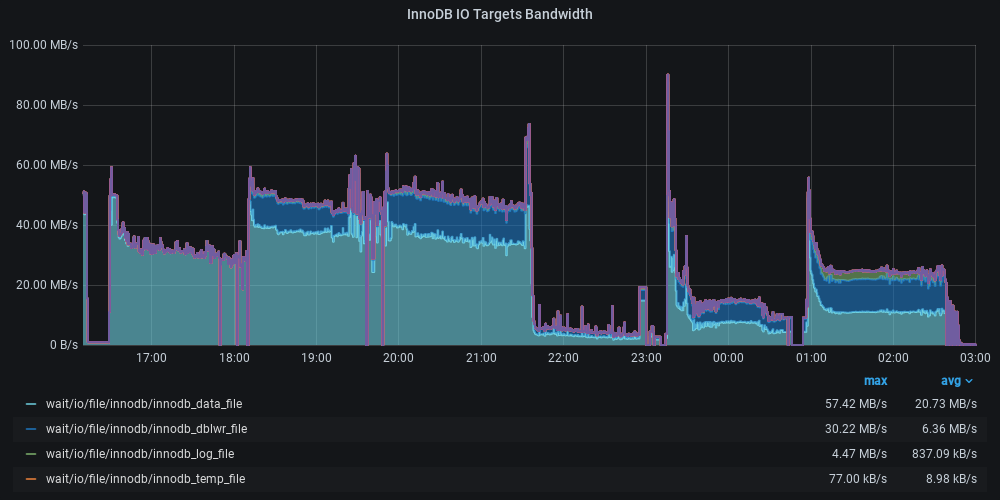 InnoDB IO Targets Bandwidth
100.00 MB/s
80.00 MB/s
60.00 MB/s
40.00 MB/s
20.00 MB/s
0 B/s
17:00 18:00 19:00 20:00 21:00 22:00 23:00 00:00 01:00 02:00 03:00
max avg
wait/io/file/innodb/innodb_data_file 57.42 MB/s 20.73 MB/s
wait/io/file/innodb/innodb_dblwr_file 30.22 MB/s 6.36 MB/s
wait/io/file/innodb/innodb_log_file 4.47 MB/s 837.09 kB/s
wait/io/file/innodb/innodb_temp_file 77.00 kB/s 8.98 kB/s